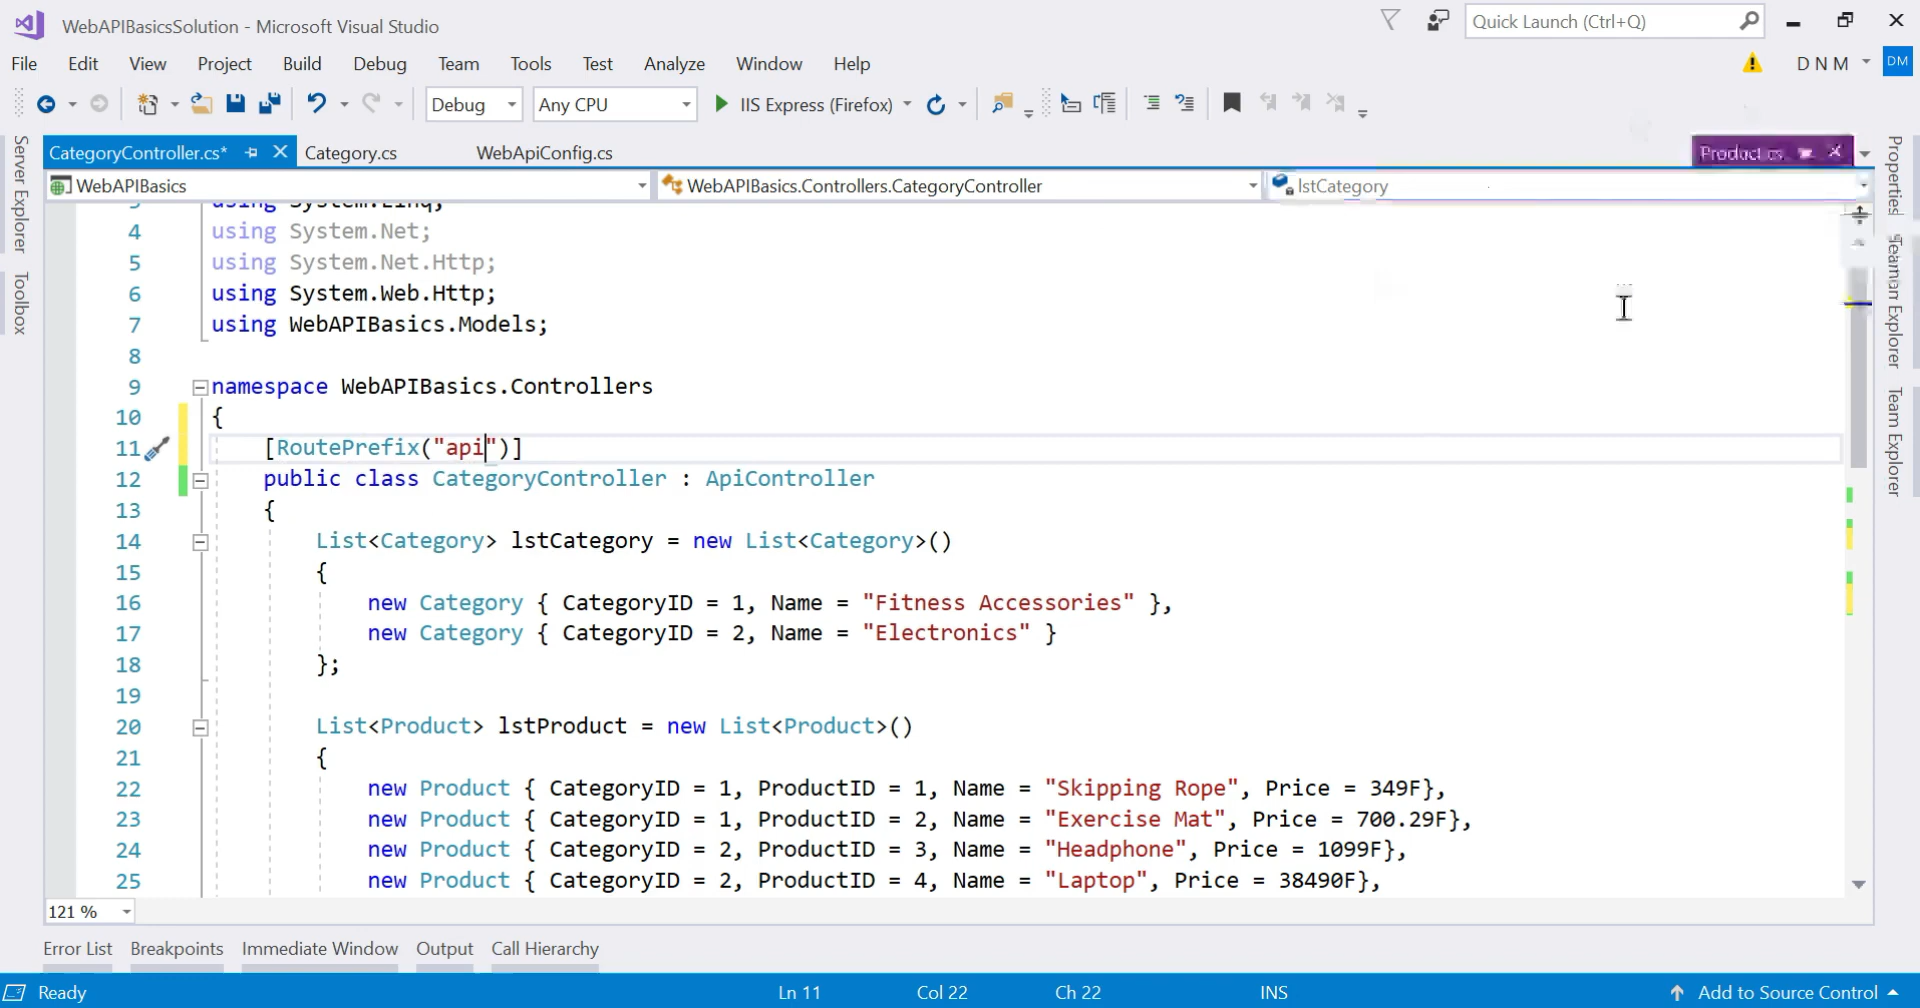 WebAPIBasicsSolution - Microsoft Visual Studio
Quick Launch (Ctrl+Q)
File Edit View Project Build Debug Team Tools Test Analyze Window Help
D N M
DM
Debug
Any CPU
IIS Express (Firefox)
CategoryController.cs*
Category.cs
WebApiConfig.cs
Product.cs
WebAPIBasics
WebAPIBasics.Controllers.CategoryController
lstCategory
Server Explorer
Toolbox
Properties
Team Explorer
using System.Linq;
4 using System.Net;
5 using System.Net.Http;
6 using System.Web.Http;
7 using WebAPIBasics.Models;
8
9 namespace WebAPIBasics.Controllers
10 {
11 [RoutePrefix("api")]
12 public class CategoryController : ApiController
13 {
14 List<Category> lstCategory = new List<Category>()
15 {
16 new Category { CategoryID = 1, Name = "Fitness Accessories" },
17 new Category { CategoryID = 2, Name = "Electronics" }
18 };
19
20 List<Product> lstProduct = new List<Product>()
21 {
22 new Product { CategoryID = 1, ProductID = 1, Name = "Skipping Rope", Price = 349F},
23 new Product { CategoryID = 1, ProductID = 2, Name = "Exercise Mat", Price = 700.29F},
24 new Product { CategoryID = 2, ProductID = 3, Name = "Headphone", Price = 1099F},
25 new Product { CategoryID = 2, ProductID = 4, Name = "Laptop", Price = 38490F},
121 %
Error List Breakpoints Immediate Window Output Call Hierarchy
Ready
Ln 11
Col 22
Ch 22
INS
Add to Source Control